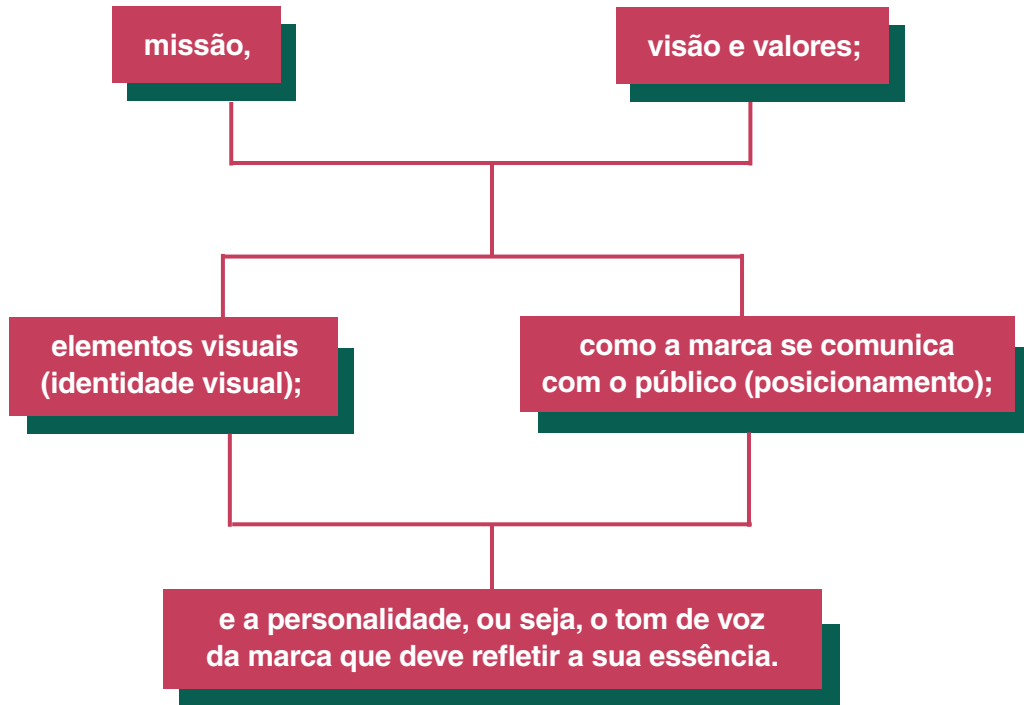 missão,
visão e valores;
elementos visuais
(identidade visual);
como a marca se comunica
com o público (posicionamento);
e a personalidade, ou seja, o tom de voz
da marca que deve refletir a sua essência.